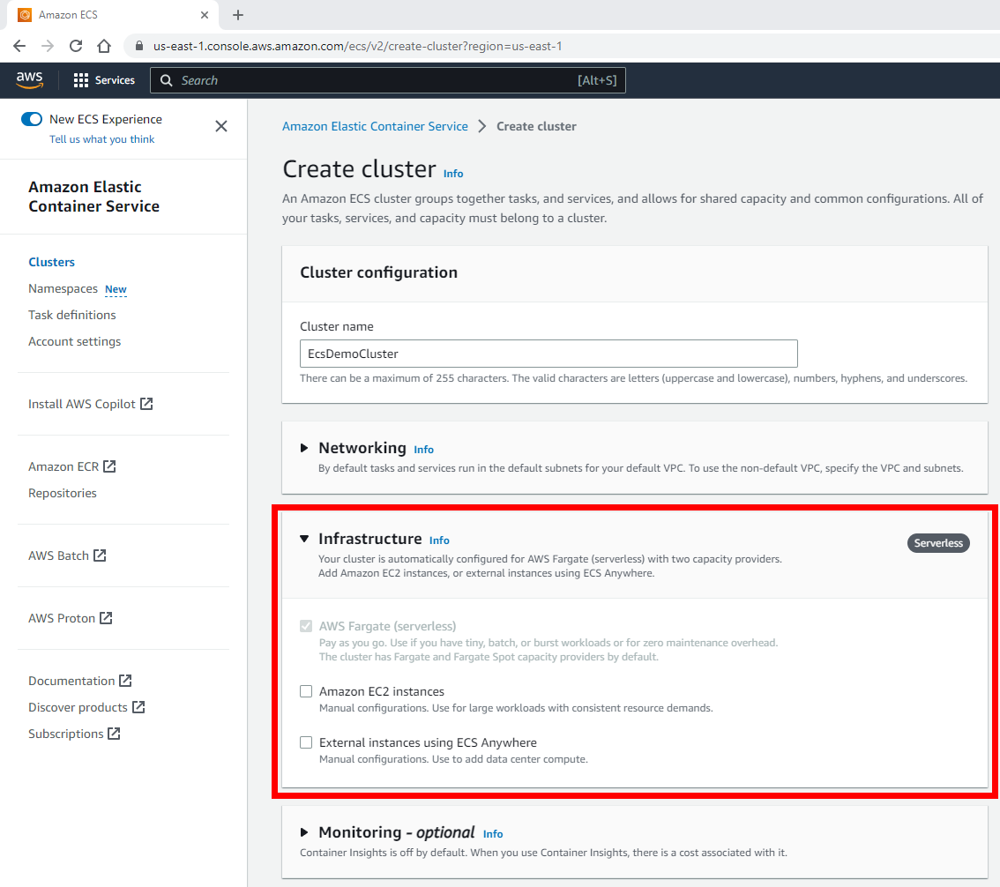 Amazon ECS
us-east-1.console.aws.amazon.com/ecs/v2/create-cluster?region=us-east-1
aws
Services
Search
[Alt+S]
New ECS Experience
Tell us what you think
Amazon Elastic
Container Service
Clusters
Namespaces New
Task definitions
Account settings
Install AWS Copilot
Amazon ECR
Repositories
AWS Batch
AWS Proton
Documentation
Discover products
Subscriptions
Amazon Elastic Container Service
Create cluster
Create cluster Info
An Amazon ECS cluster groups together tasks, and services, and allows for shared capacity and common configurations. All of
your tasks, services, and capacity must belong to a cluster.
Cluster configuration
Cluster name
EcsDemoCluster
There can be a maximum of 255 characters. The valid characters are letters (uppercase and lowercase), numbers, hyphens, and underscores.
Networking Info
By default tasks and services run in the default subnets for your default VPC. To use the non-default VPC, specify the VPC and subnets.
Infrastructure Info
Serverless
Your cluster is automatically configured for AWS Fargate (serverless) with two capacity providers.
Add Amazon EC2 instances, or external instances using ECS Anywhere.
AWS Fargate (serverless)
Pay as you go. Use if you have tiny, batch, or burst workloads or for zero maintenance overhead.
The cluster has Fargate and Fargate Spot capacity providers by default.
Amazon EC2 instances
Manual configurations. Use for large workloads with consistent resource demands.
External instances using ECS Anywhere
Manual configurations. Use to add data center compute.
Monitoring - optional Info
Container Insights is off by default. When you use Container Insights, there is a cost associated with it.